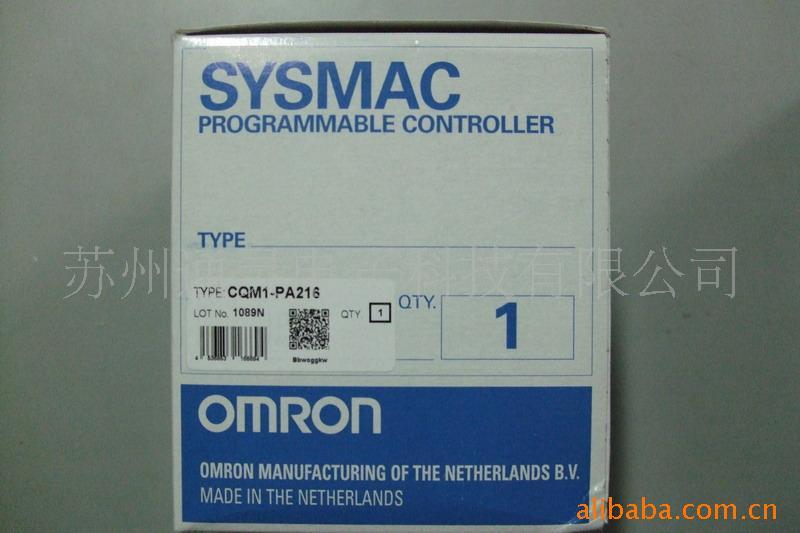 SYSMAC
PROGRAMMABLE CONTROLLER
TYPE
TYPE: CQM1-PA216
LOT No. 1089N
QTY 1
QTY.
1
Bbwoggkw
苏州 科技有限公司
OMRON
OMRON MANUFACTURING OF THE NETHERLANDS B.V.
MADE IN THE NETHERLANDS
alibaba.com.cn